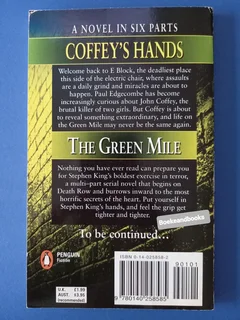 A NOVEL IN SIX PARTS
COFFEY'S HANDS
Welcome back to E Block, the deadliest place
this side of the electric chair, where assaults
are a daily grind and miracles are about to
happen. Paul Edgecombe has become
increasingly curious about John Coffey, the
brutal killer of two girls. But Coffey is about
to reveal something extraordinary, and life on
the Green Mile may never be the same again.
THE GREEN MILE
Nothing you have ever read can prepare you
for Stephen King's boldest exercise in terror,
a multi-part serial novel that begins on
Death Row and burrows inward to the most
horrific secrets of the heart. Put yourself
in Stephen King's hands, and feel the grip get
tighter and tighter.
Boekeandbooks
To be continued...
PENGUIN
Fiction
U.K. £1.99
AUST. $3.95
(recommended)
ISBN 0-14-025858-2
90101
9 780140 258585